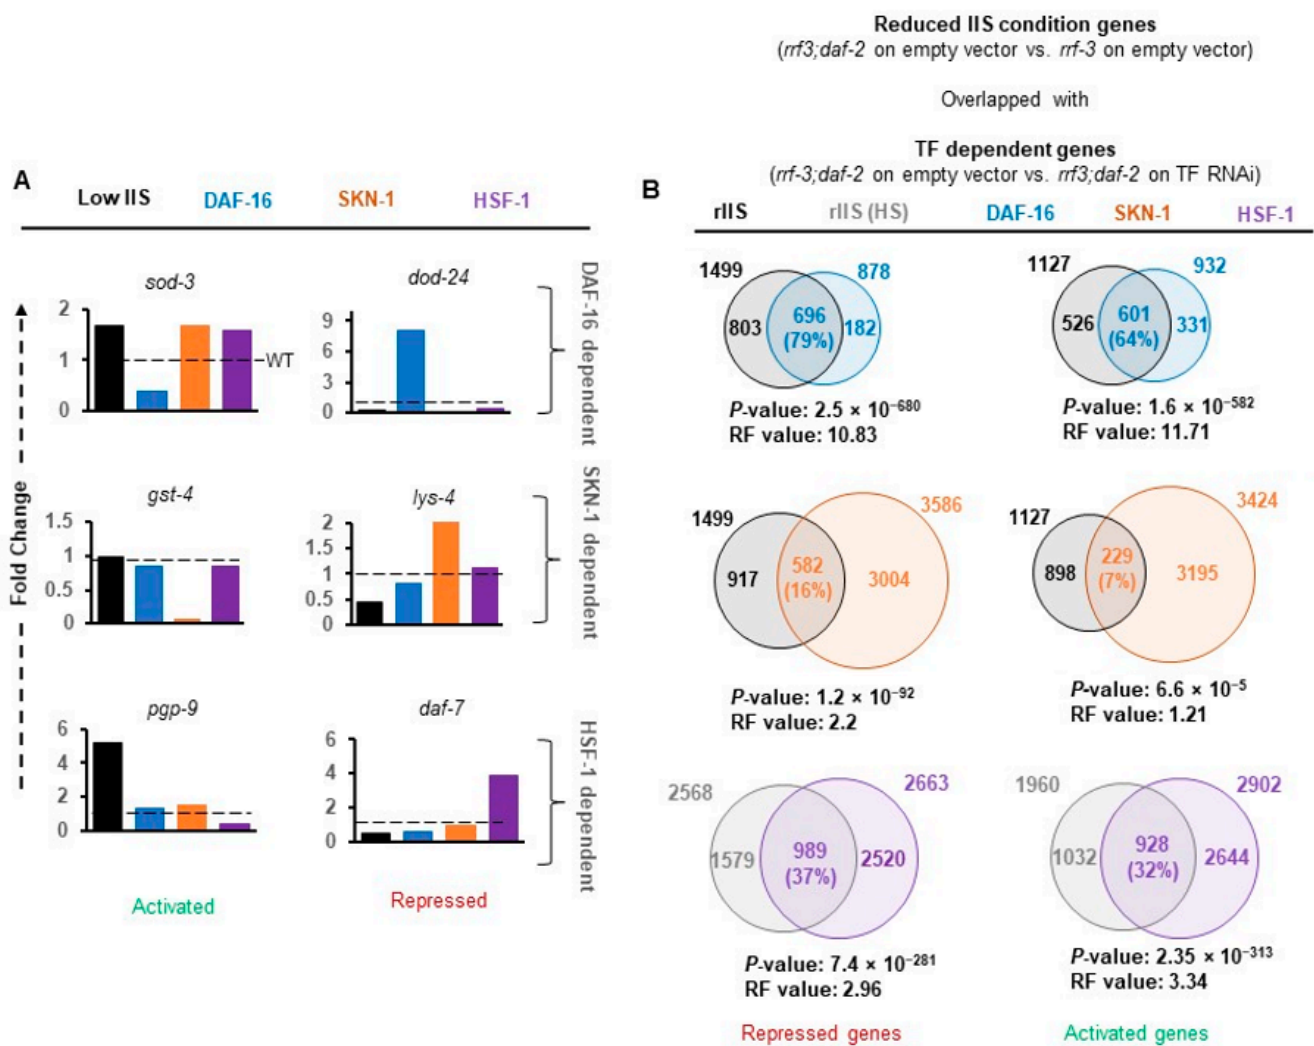 Reduced IIS condition genes
(rrf3;daf-2 on empty vector vs. rrf-3 on empty vector)
Overlapped with
TF dependent genes
(rrf-3;daf-2 on empty vector vs. rrf3;daf-2 on TF RNAi)
A
Low IIS DAF-16 SKN-1 HSF-1
Fold Change
sod-3
2
1
0
WT
dod-24
9
6
3
0
DAF-16 dependent
gst-4
1.5
1
0.5
0
lys-4
2
1.5
1
0.5
0
SKN-1 dependent
pgp-9
6
4
2
0
daf-7
6
4
2
0
HSF-1 dependent
Activated
Repressed
B
rIIS rIIS (HS) DAF-16 SKN-1 HSF-1
1499 878
803 696 182
(79%)
P-value: 2.5 × 10−680
RF value: 10.83
1127 932
526 601 331
(64%)
P-value: 1.6 × 10−582
RF value: 11.71
1499 3586
917 582 3004
(16%)
P-value: 1.2 × 10−92
RF value: 2.2
1127 3424
898 229 3195
(7%)
P-value: 6.6 × 10−5
RF value: 1.21
2568 2663
1579 989 2520
(37%)
P-value: 7.4 × 10−281
RF value: 2.96
1960 2902
1032 928 2644
(32%)
P-value: 2.35 × 10−313
RF value: 3.34
Repressed genes
Activated genes